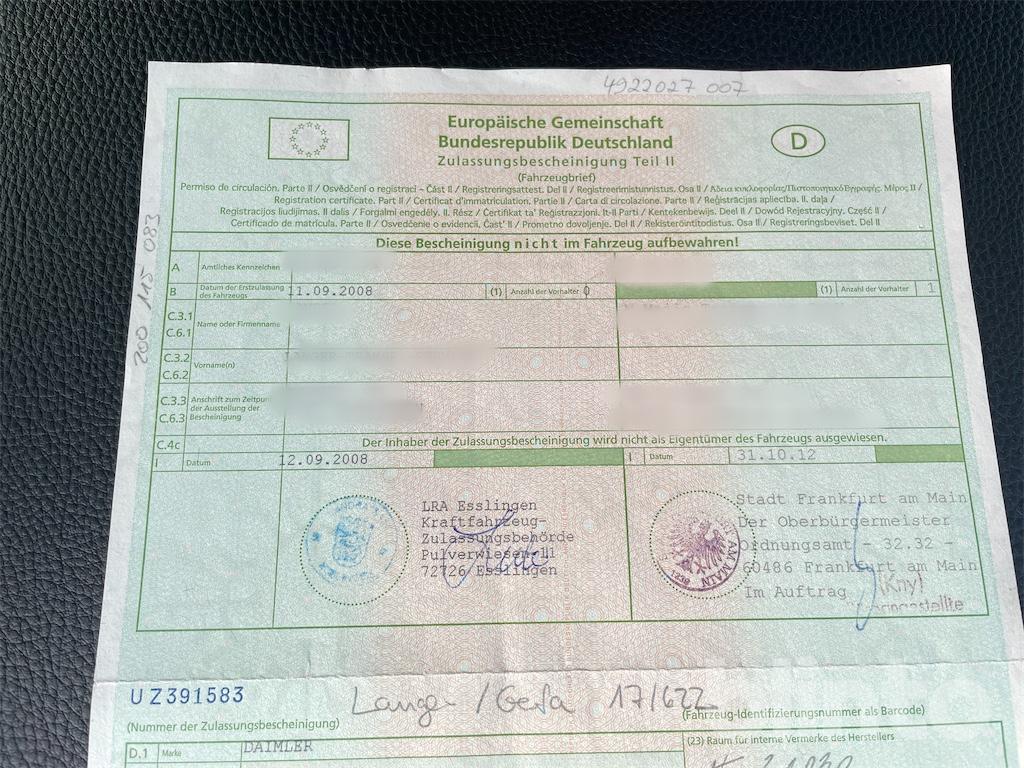 4922027 007
200 115 083
Europäische Gemeinschaft
Bundesrepublik Deutschland
D
Zulassungsbescheinigung Teil II
(Fahrzeugbrief)
Permiso de circulación. Parte II / Osvědčení o registraci – Část II / Registreringsattest. Del II / Registreerimistunnistus. Osa II / Άδεια κυκλοφορίας/Πιστοποιητικό Εγγραφής. Μέρος II /
Registration certificate. Part II / Certificat d'immatriculation. Partie II / Carta di circolazione. Parte II / Reģistrācijas apliecība. II. daļa /
Registracijos liudijimas. II dalis / Forgalmi engedély. II. Rész / Ċertifikat ta' Reġistrazzjoni. It-II Parti / Kentekenbewijs. Deel II / Dowód Rejestracyjny. Część II /
Certificado de matrícula. Parte II / Osvedčenie o evidencii. Časť II / Prometno dovoljenje. Del II / Rekisteröintitodistus. Osa II / Registreringsbeviset. Del II
Diese Bescheinigung nicht im Fahrzeug aufbewahren!
A Amtliches Kennzeichen
B Datum der Erstzulassung des Fahrzeugs 11.09.2008 (1) Anzahl der Vorhalter 0 (1) Anzahl der Vorhalter 1
C.3.1
C.6.1 Name oder Firmenname
C.3.2
C.6.2 Vorname(n)
C.3.3 Anschrift zum Zeitpun
der Ausstellung der
C.6.3 Bescheinigung
C.4c Der Inhaber der Zulassungsbescheinigung wird nicht als Eigentümer des Fahrzeugs ausgewiesen.
I Datum 12.09.2008 I Datum 31.10.12
LRA Esslingen
Kraftfahrzeug-
Zulassungsbehörde
Pulverwiesen 11
72726 Esslingen
Stadt Frankfurt am Main
Der Oberbürgermeister
Ordnungsamt - 32.32 -
60486 Frankfurt am Main
Im Auftrag
(Kny)
AM MAIN
1239
UZ391583
Lange /Gefa 17/622
(Nummer der Zulassungsbescheinigung)
(Fahrzeug-Identifizierungsnummer als Barcode)
D.1 Marke DAIMLER
(23) Raum für interne Vermerke des Herstellers